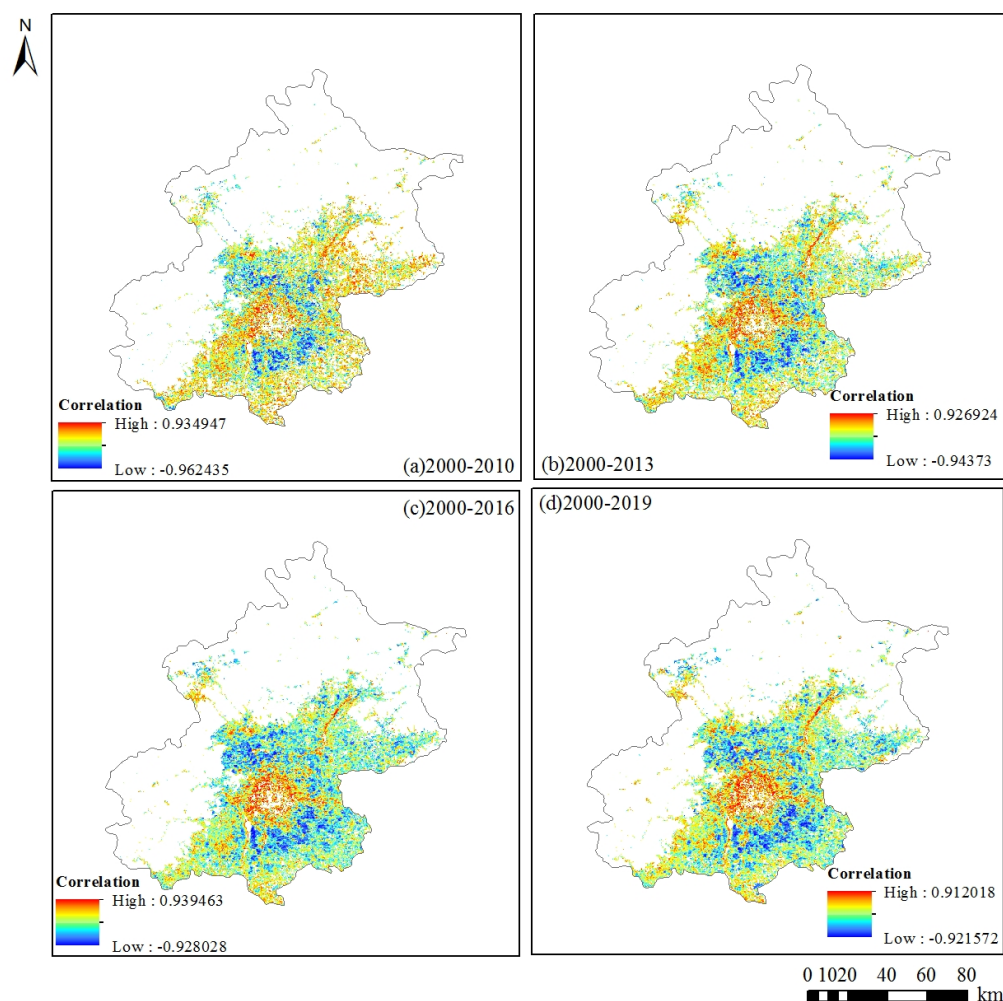 N
Correlation
High : 0.934947
Low : -0.962435
(a)2000-2010
Correlation
High : 0.926924
Low : -0.94373
(b)2000-2013
(c)2000-2016
Correlation
High : 0.939463
Low : -0.928028
(d)2000-2019
Correlation
High : 0.912018
Low : -0.921572
0 1020 40 60 80
km